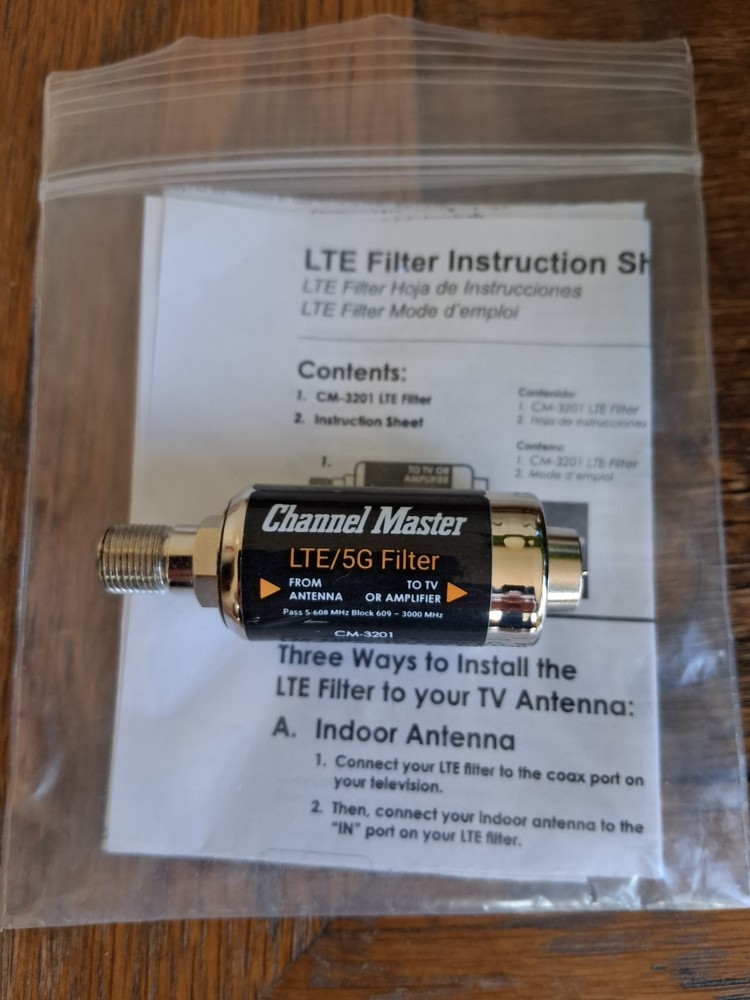 LTE Filter Instruction Sh
LTE Filter Hoja de Instrucciones
LTE Filter Mode d'emploi
Contents:
1. CM-3201 LTE Filter
2. Instruction Sheet
Contenido:
1. CM-3201 LTE Filter
2. Hoja de Instrucciones
Contenu:
1. CM-3201 LTE Filter
2. Mode d'emploi
1.
TO TV OR
AMPLIFIER
Channel Master
LTE/5G Filter
FROM
ANTENNA
TO TV
OR AMPLIFIER
Pass 5-608 MHz Block 609 - 3000 MHz
CM-3201
Three Ways to Install the
LTE Filter to your TV Antenna:
A. Indoor Antenna
1. Connect your LTE filter to the coax port on
your television.
2. Then, connect your indoor antenna to the
"IN" port on your LTE filter.